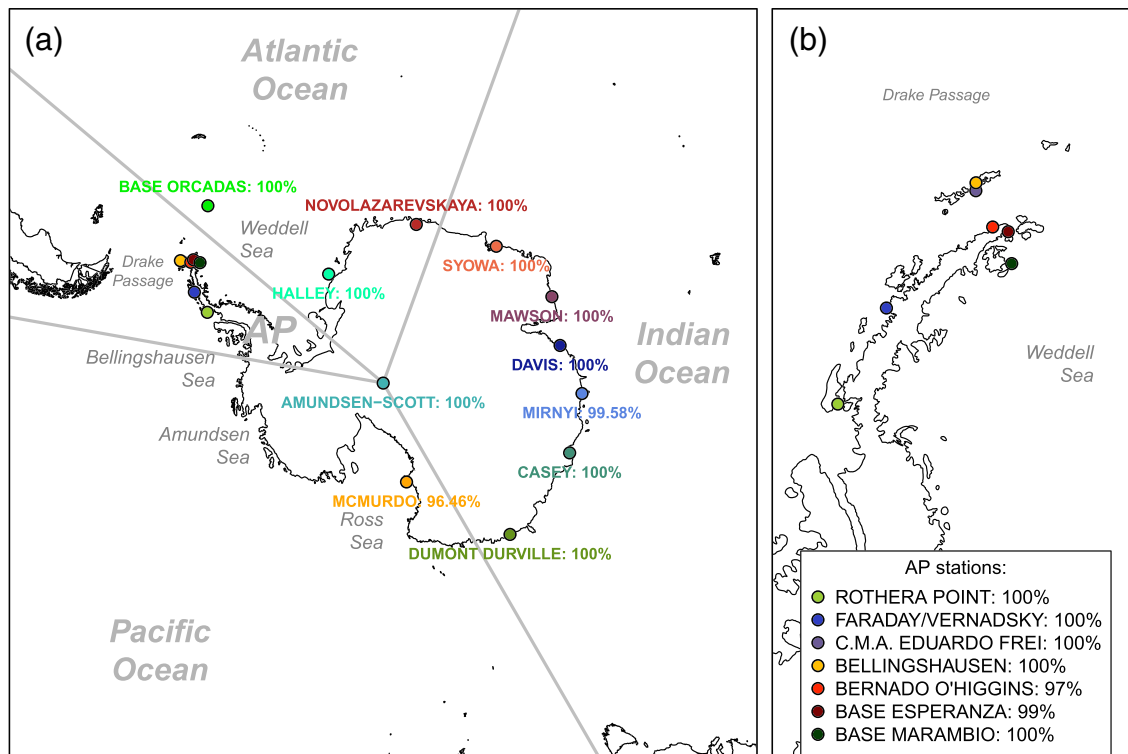 (a)
Atlantic
Ocean
BASE ORCADAS: 100%
NOVOLAZAREVSKAYA: 100%
Weddell
Sea
SYOWA: 100%
Drake
Passage
HALLEY: 100%
MAWSON: 100%
AP
Indian
Ocean
Bellingshausen
Sea
DAVIS: 100%
AMUNDSEN−SCOTT: 100%
MIRNYI: 99.58%
Amundsen
Sea
CASEY: 100%
MCMURDO: 96.46%
Ross
Sea
DUMONT DURVILLE: 100%
Pacific
Ocean
(b)
Drake Passage
Weddell
Sea
AP stations:
ROTHERA POINT: 100%
FARADAY/VERNADSKY: 100%
C.M.A. EDUARDO FREI: 100%
BELLINGSHAUSEN: 100%
BERNADO O'HIGGINS: 97%
BASE ESPERANZA: 99%
BASE MARAMBIO: 100%